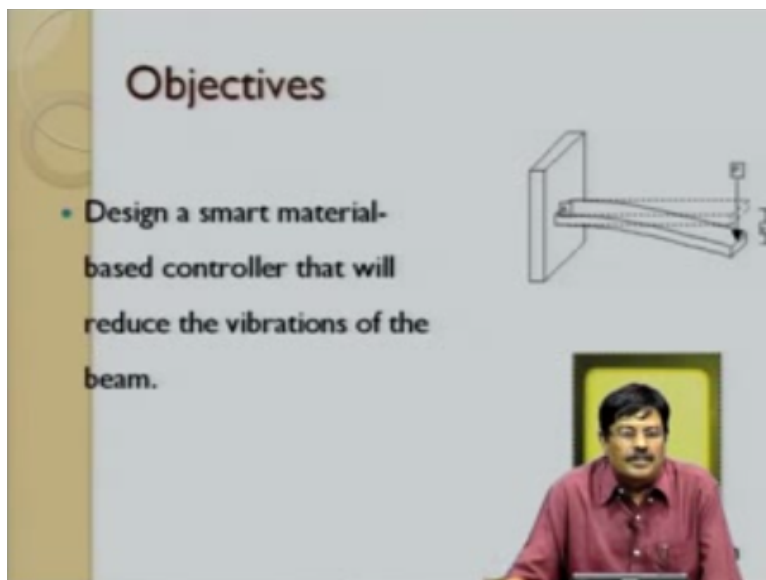 Objectives
• Design a smart material-
based controller that will
reduce the vibrations of the
beam.